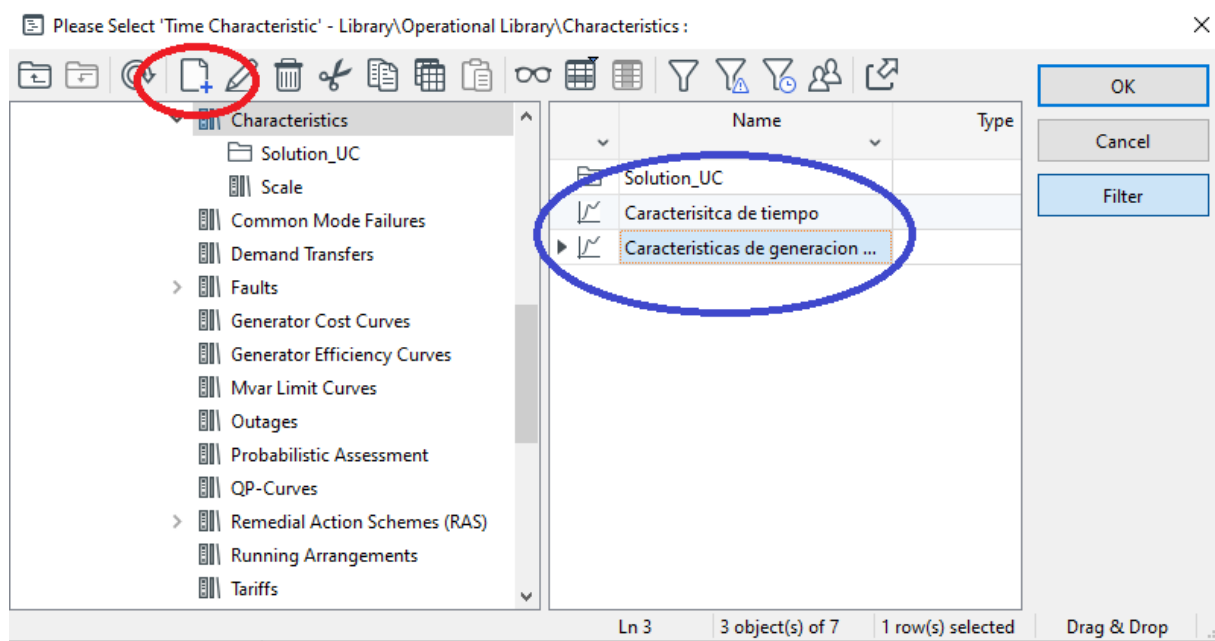 Please Select 'Time Characteristic' - Library\Operational Library\Characteristics :
OK
Cancel
Filter
Characteristics
Solution_UC
Scale
Common Mode Failures
Demand Transfers
Faults
Generator Cost Curves
Generator Efficiency Curves
Mvar Limit Curves
Outages
Probabilistic Assessment
QP-Curves
Remedial Action Schemes (RAS)
Running Arrangements
Tariffs
Name Type
Solution_UC
Caracterisitca de tiempo
Caracteristicas de generacion ...
Ln 3 3 object(s) of 7 1 row(s) selected Drag & Drop